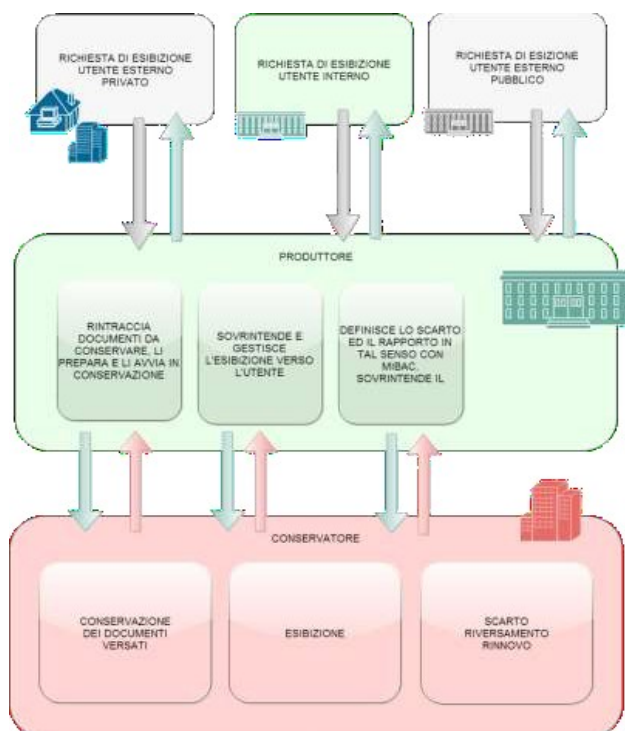 RICHIESTA DI ESIBIZIONE
UTENTE ESTERNO
PRIVATO
RICHIESTA DI ESIBIZIONE
UTENTE INTERNO
RICHIESTA DI ESIZIONE
UTENTE ESTERNO
PUBBLICO
PRODUTTORE
RINTRACCIA
DOCUMENTI DA
CONSERVARE, LI
PREPARA E LI AVVIA IN
CONSERVAZIONE
SOVRINTENDE E
GESTISCE
L'ESIBIZIONE VERSO
L'UTENTE
DEFINISCE LO SCARTO
ED IL RAPPORTO IN
TAL SENSO CON
MIBAC.
SOVRINTENDE IL
CONSERVATORE
CONSERVAZIONE
DEI DOCUMENTI
VERSATI
ESIBIZIONE
SCARTO
RIVERSAMENTO
RINNOVO